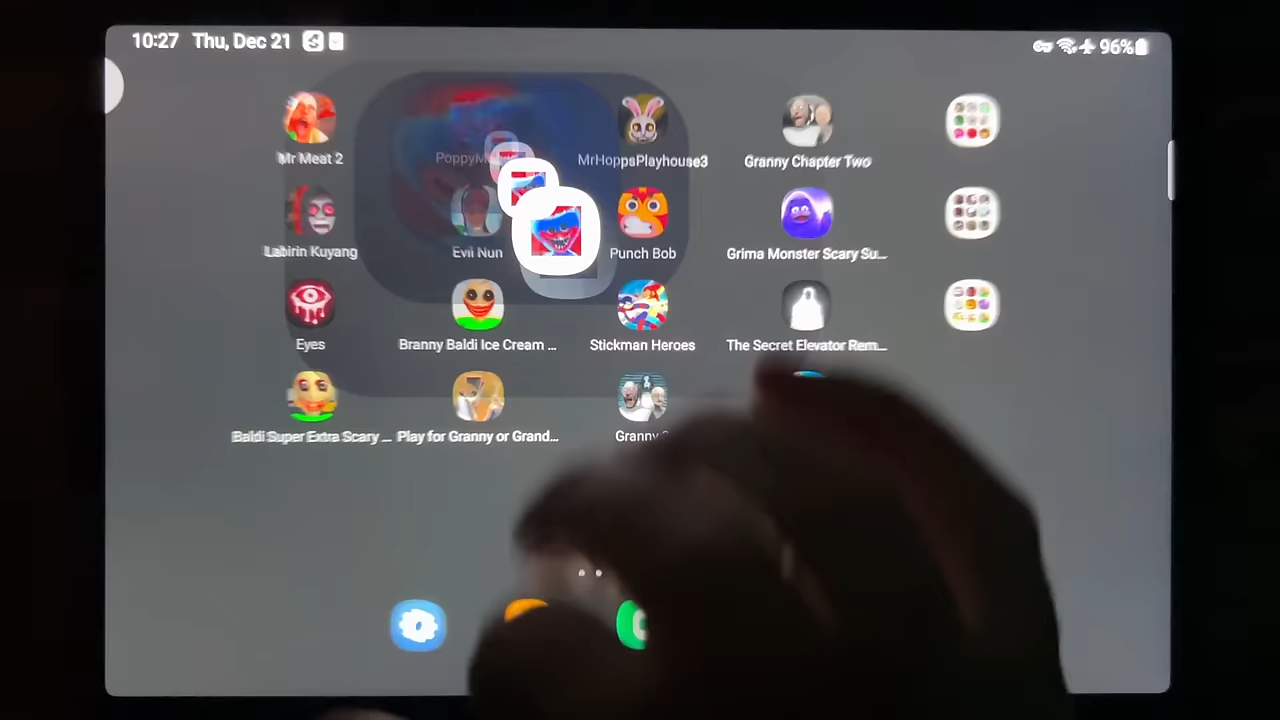 10:27 Thu, Dec 21
96%
Mr Meat 2
MrHoppsPlayhouse3
Granny Chapter Two
Labirin Kuyang
Evil Nun
Punch Bob
Grima Monster Scary Su...
Eyes
Branny Baldi Ice Cream ...
Stickman Heroes
The Secret Elevator Rem...
Baldi Super Extra Scary ...
Play for Granny or Grand...
Granny